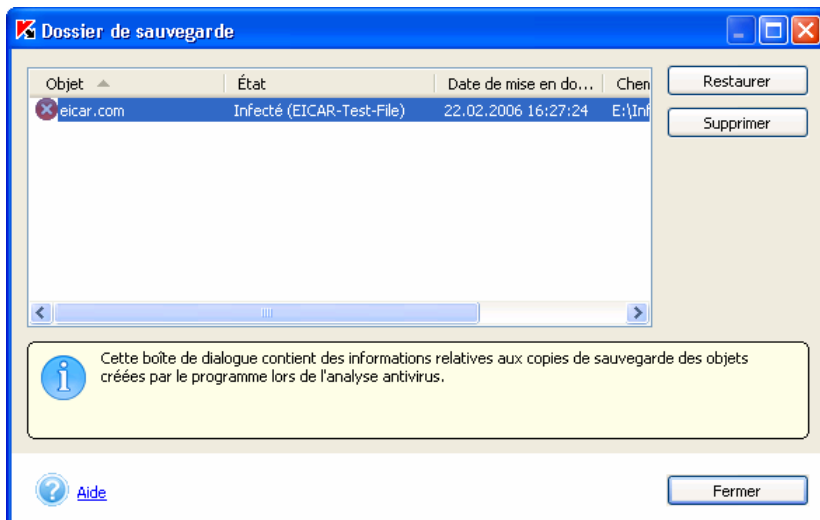 Dossier de sauvegarde
Objet État Date de mise en do... Chen
eicar.com Infecté (EICAR-Test-File) 22.02.2006 16:27:24 E:\Inf
Restaurer
Supprimer
Cette boîte de dialogue contient des informations relatives aux copies de sauvegarde des objets
créées par le programme lors de l'analyse antivirus.
Aide
Fermer